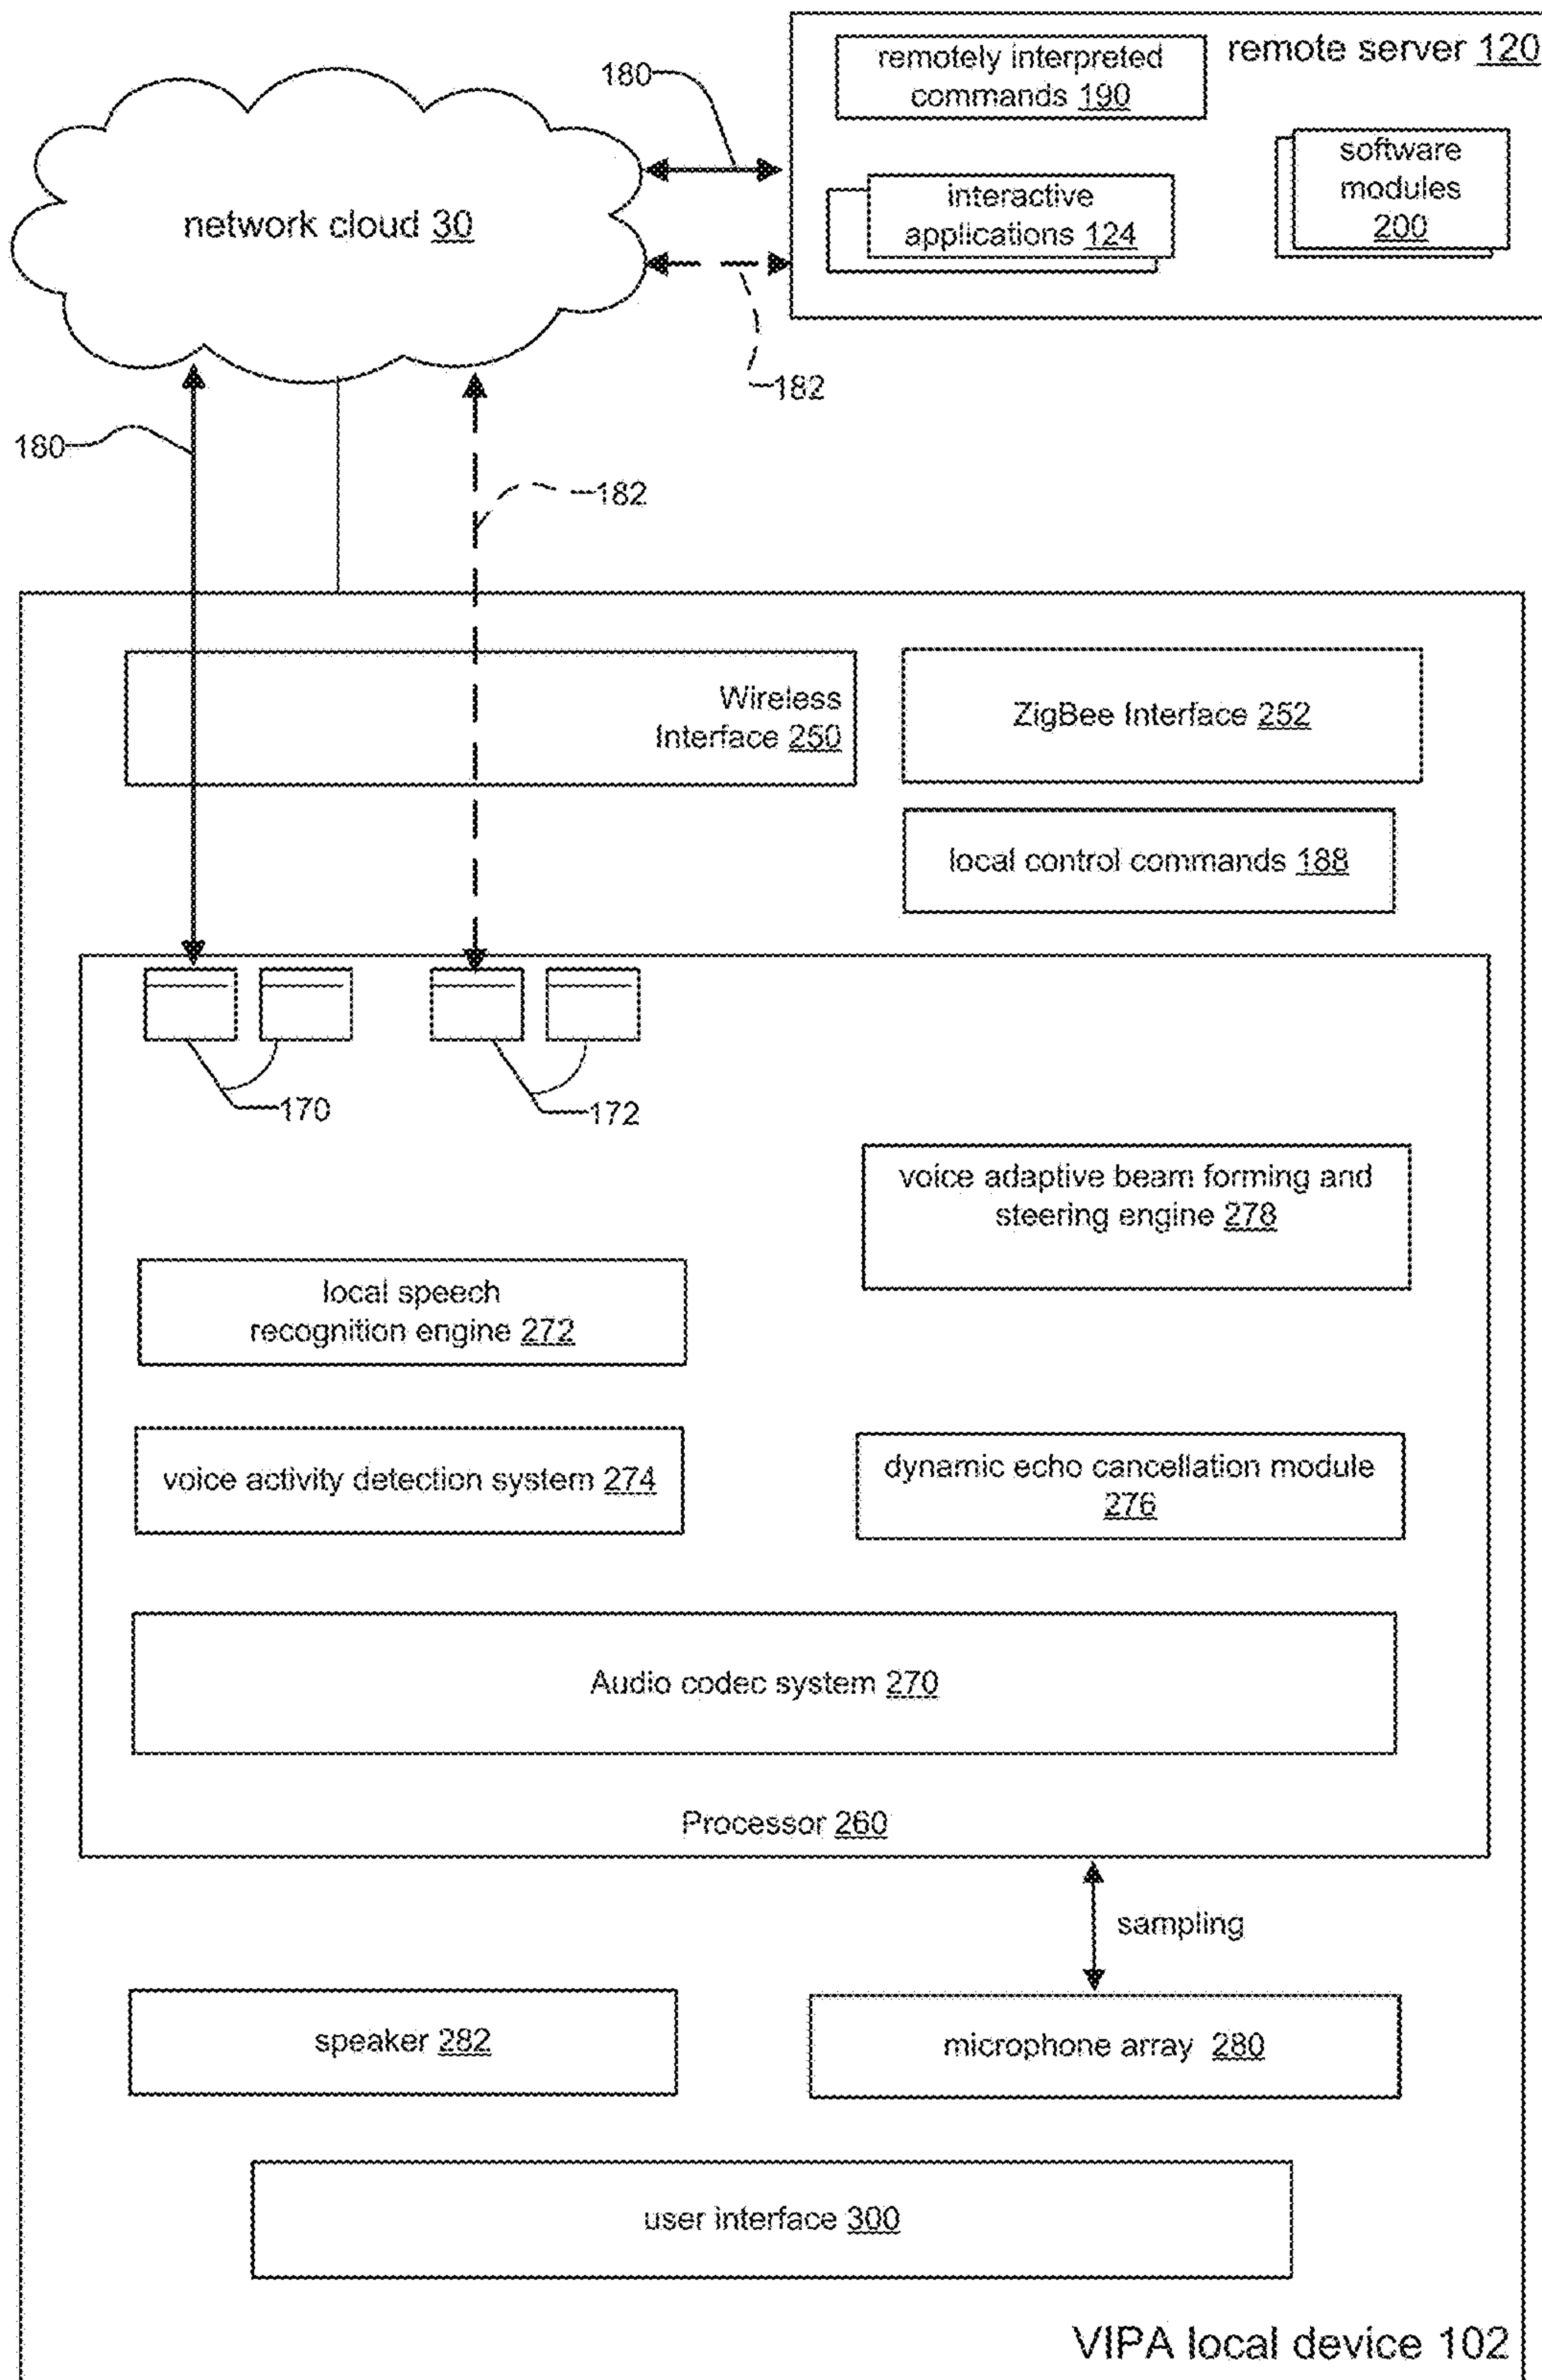 remote server 120
remotely interpreted
commands 190
180
software
modules
200
interactive
applications 124
network cloud 30
182
180
182
Wireless
Interface 250
ZigBee Interface 252
local control commands 188
170
172
voice adaptive beam forming and
steering engine 278
local speech
recognition engine 272
voice activity detection system 274
dynamic echo cancellation module
276
Audio codec system 270
Processor 260
sampling
speaker 282
microphone array 280
user interface 300
VIPA local device 102